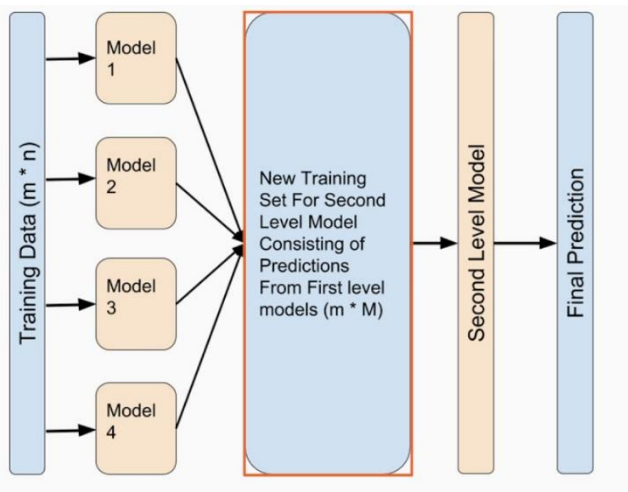 Training Data (m * n)
Model
1
Model
2
Model
3
Model
4
New Training
Set For Second
Level Model
Consisting of
Predictions
From First level
models (m * M)
Second Level Model
Final Prediction